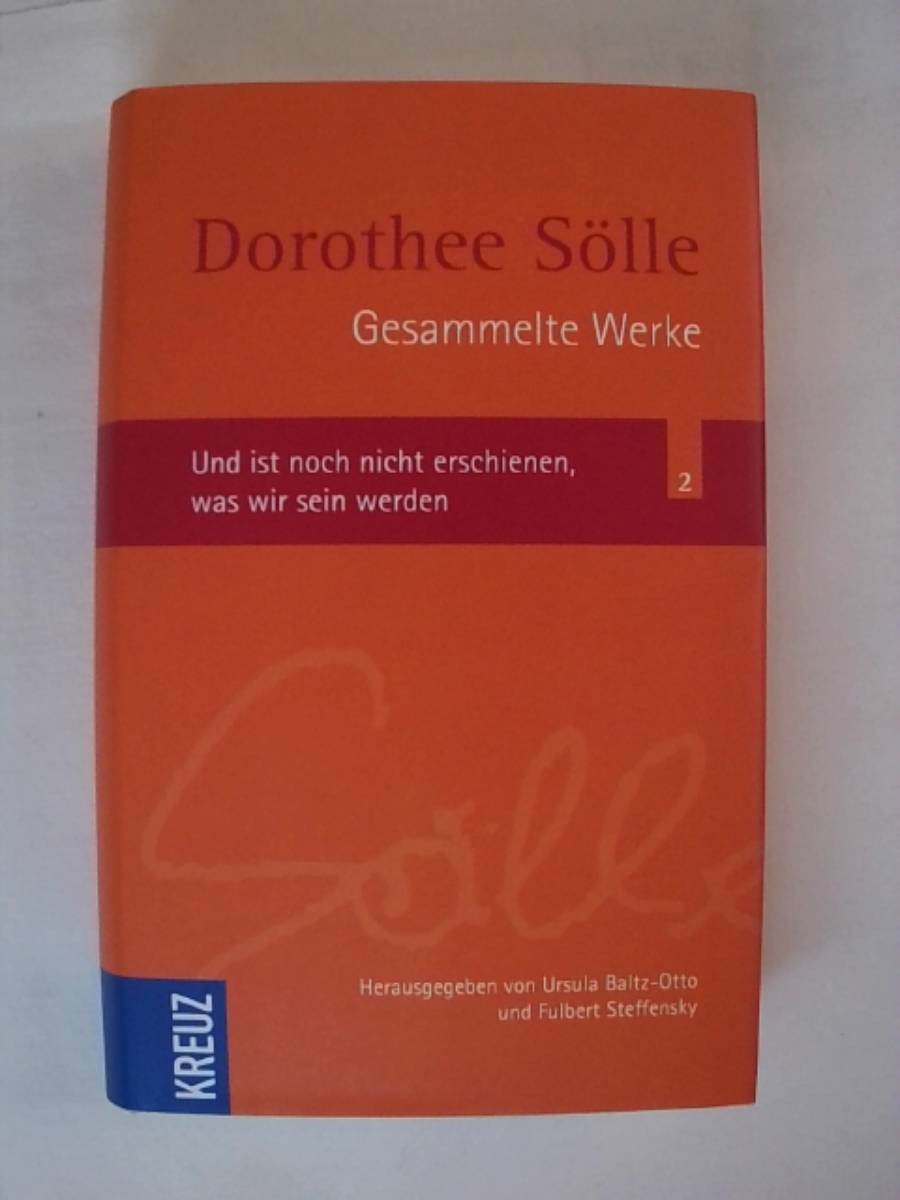 Dorothee Sölle
Gesammelte Werke
Und ist noch nicht erschienen,
was wir sein werden
2
Sölle
Herausgegeben von Ursula Baltz-Otto
und Fulbert Steffensky
KREUZ